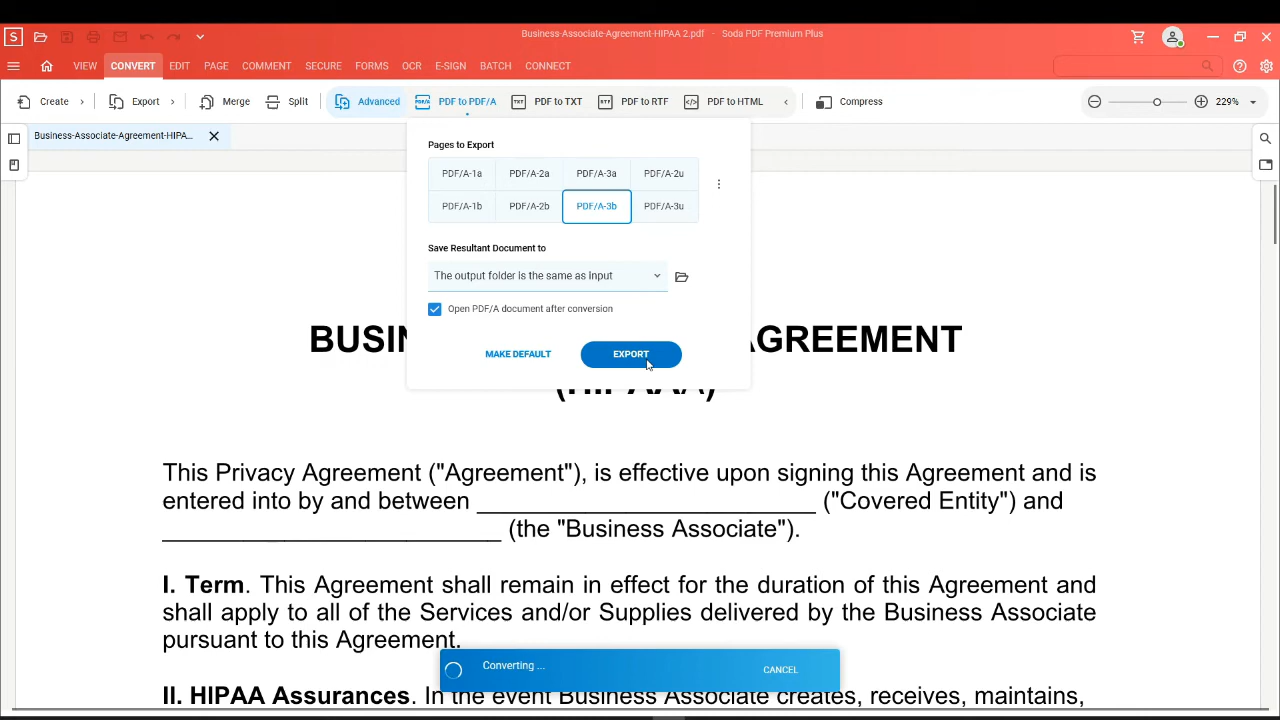 Business-Associate-Agreement-HIPAA 2.pdf - Soda PDF Premium Plus
VIEW CONVERT EDIT PAGE COMMENT SECURE FORMS OCR E-SIGN BATCH CONNECT
Create Export Merge Split Advanced PDF/A PDF to PDF/A TXT PDF to TXT RTF PDF to RTF </> PDF to HTML Compress 229%
Business-Associate-Agreement-HIPA...
Pages to Export
PDF/A-1a PDF/A-2a PDF/A-3a PDF/A-2u
PDF/A-1b PDF/A-2b PDF/A-3b PDF/A-3u
Save Resultant Document to
The output folder is the same as input
Open PDF/A document after conversion
MAKE DEFAULT EXPORT
BUSIN AGREEMENT
(HIPAA)
This Privacy Agreement ("Agreement"), is effective upon signing this Agreement and is
entered into by and between _________________________ ("Covered Entity") and
_________________________ (the "Business Associate").
I. Term. This Agreement shall remain in effect for the duration of this Agreement and
shall apply to all of the Services and/or Supplies delivered by the Business Associate
pursuant to this Agreement.
Converting ... CANCEL
II. HIPAA Assurances. In the event Business Associate creates, receives, maintains,